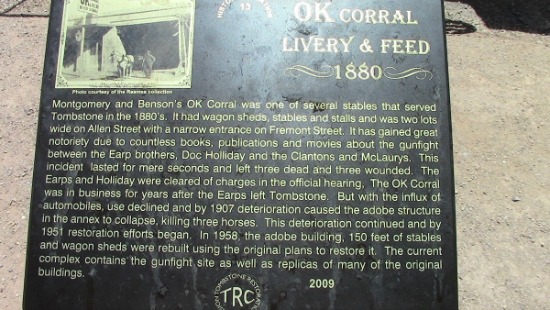 OK CORRAL
LIVERY & FEED
1880
13
Photo courtesy of the Reames collection
Montgomery and Benson's OK Corral was one of several stables that served
Tombstone in the 1880's. It had wagon sheds, stables and stalls and was two lots
wide on Allen Street with a narrow entrance on Fremont Street. It has gained great
notoriety due to countless books, publications and movies about the gunfight
between the Earp brothers, Doc Holliday and the Clantons and McLaurys. This
incident lasted for mere seconds and left three dead and three wounded. The
Earps and Holliday were cleared of charges in the official hearing, The OK Corral
was in business for years after the Earps left Tombstone. But with the influx of
automobiles, use declined and by 1907 deterioration caused the adobe structure
in the annex to collapse, killing three horses. This deterioration continued and by
1951 restoration efforts began. In 1958, the adobe building, 150 feet of stables
and wagon sheds were rebuilt using the original plans to restore it. The current
complex contains the gunfight site as well as replicas of many of the original
buildings.
TOMBSTONE
TRC
2009